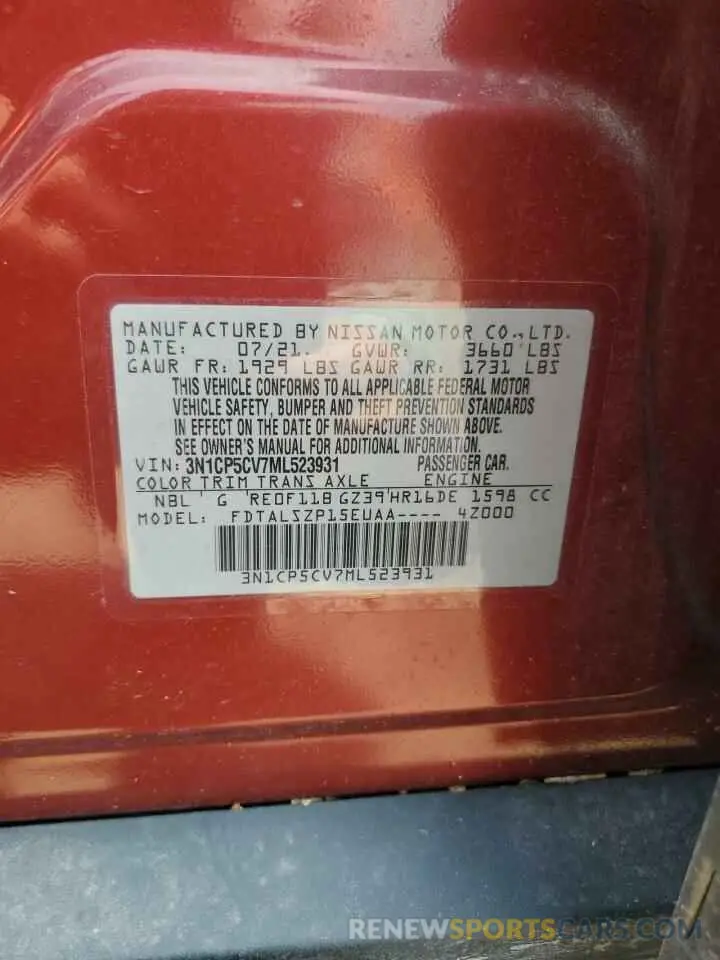 MANUFACTURED BY NISSAN MOTOR CO., LTD.
DATE: 07/21. GVWR: 3660 LBS
GAWR FR: 1929 LBS GAWR RR: 1731 LBS
THIS VEHICLE CONFORMS TO ALL APPLICABLE FEDERAL MOTOR
VEHICLE SAFETY, BUMPER AND THEFT PREVENTION STANDARDS
IN EFFECT ON THE DATE OF MANUFACTURE SHOWN ABOVE.
SEE OWNER'S MANUAL FOR ADDITIONAL INFORMATION.
VIN: 3N1CP5CV7ML523931 PASSENGER CAR.
COLOR TRIM TRANS AXLE ENGINE
NBL G RE0F11B GZ39 HR16DE 1598 CC
MODEL: FDTALSZP15EUAA---- 4Z000
3N1CP5CV7ML523931
RENEWSPORTSCARS.COM